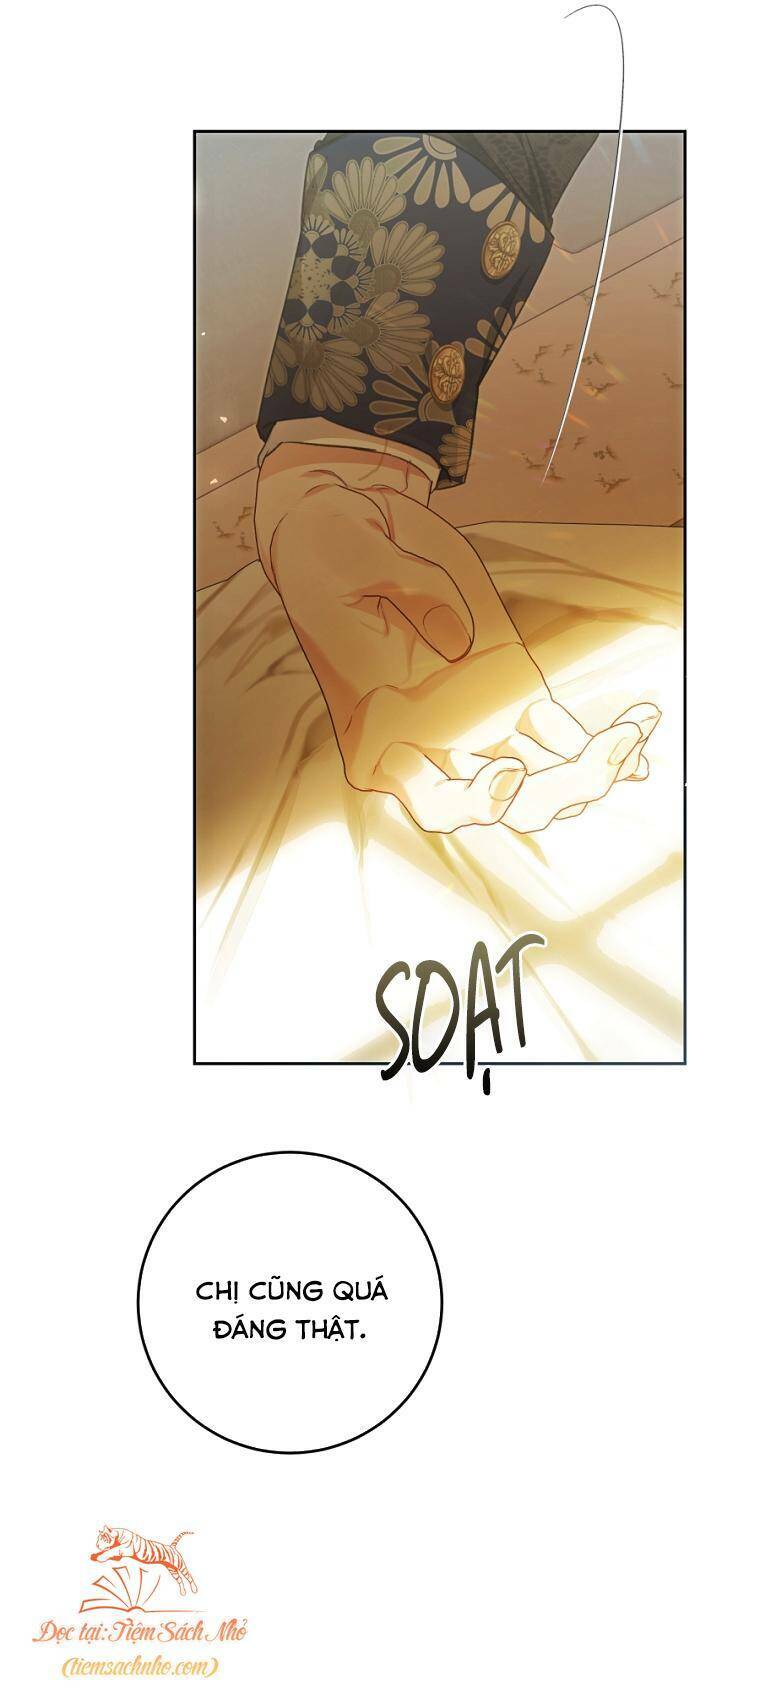 SOẠT
CHỊ CŨNG QUÁ
ĐÁNG THẬT.
Đọc tại: Tiệm Sách Nhỏ
(tiemsachnho.com)